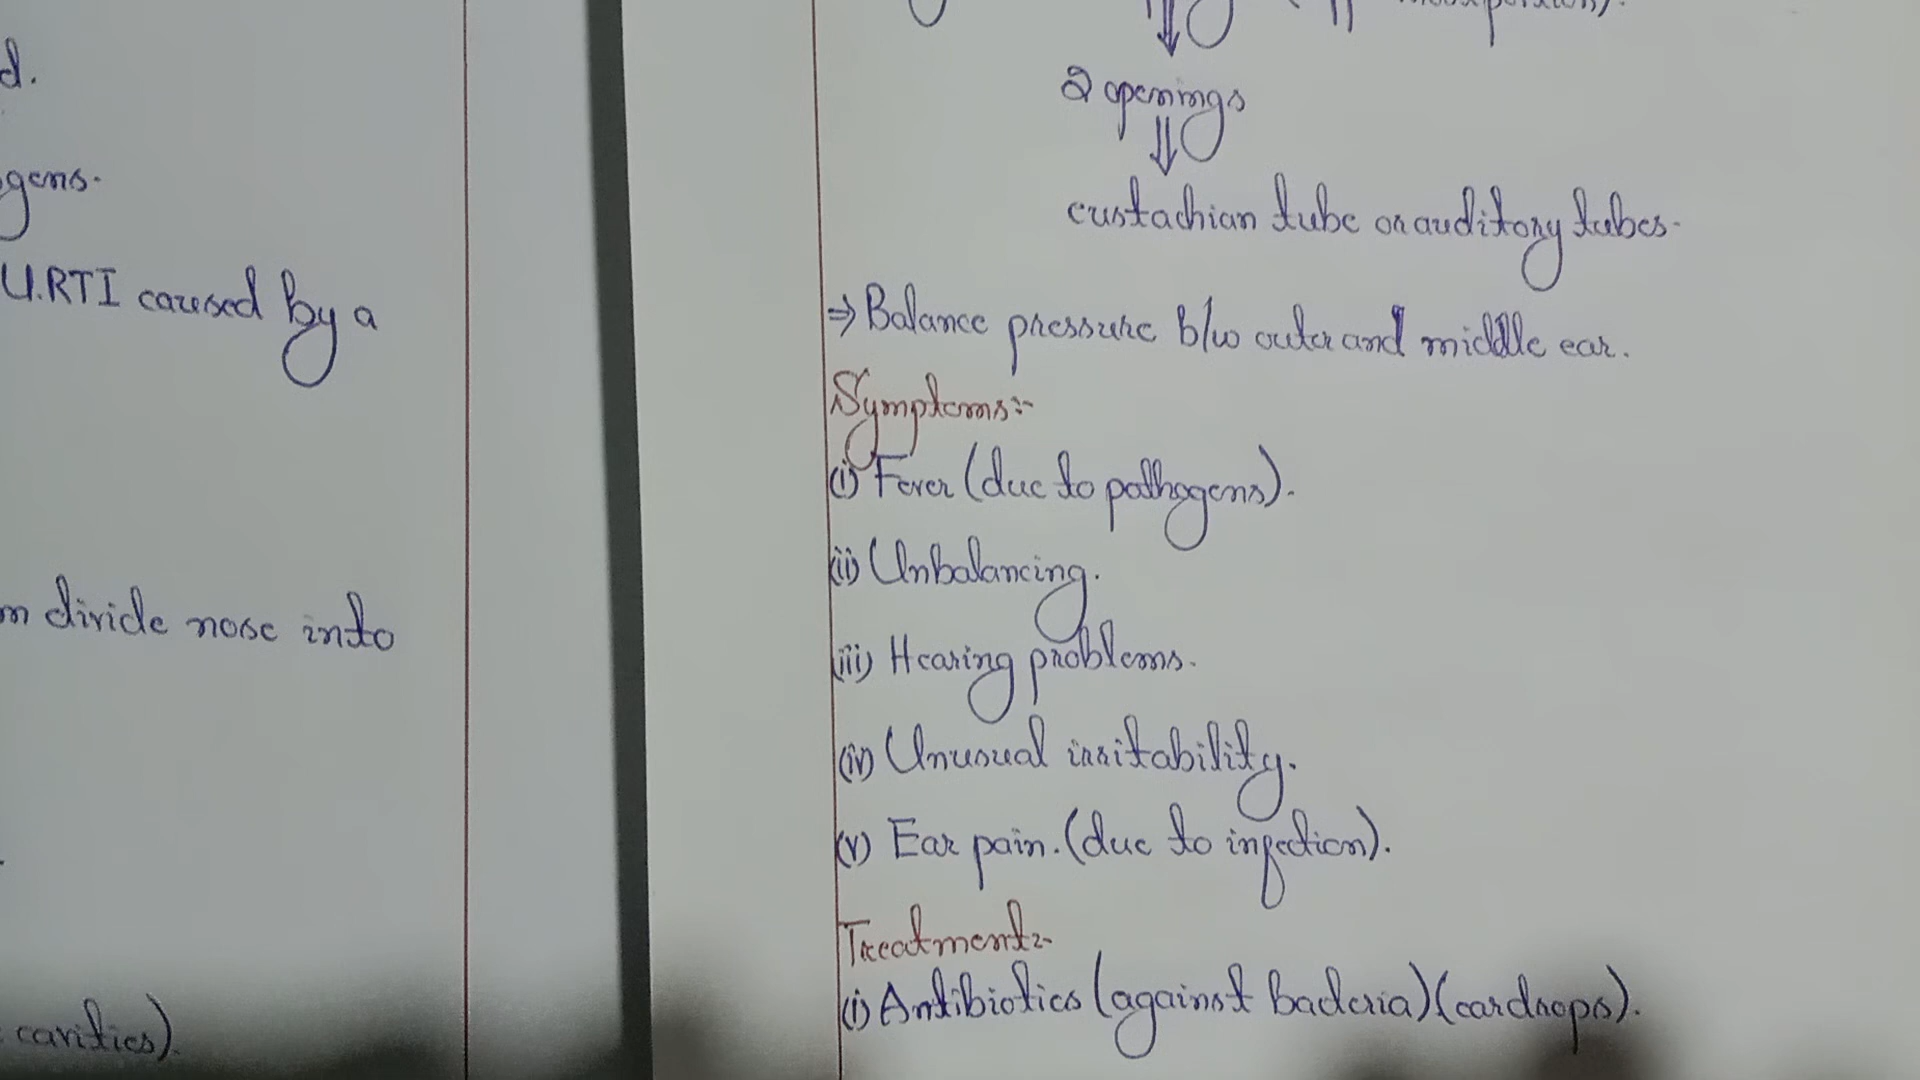 d.
gens.
U.RTI caused by a
divide nose into
cavities).
2 openings
⇓
eustachian tube or auditory tubes.
⇒ Balance pressure b/w outer and middle ear.
Symptoms:-
(i) Fever (due to pathogens).
(ii) Unbalancing.
(iii) Hearing problems.
(iv) Unusual irritability.
(v) Ear pain. (due to infection).
Treatment:-
(i) Antibiotics (against bacteria) (eardrops).